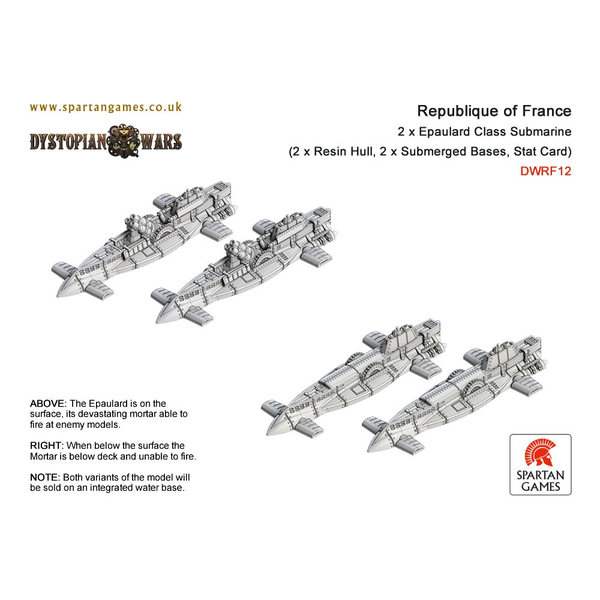 www.spartangames.co.uk
DYSTOPIAN WARS
Republique of France
2 x Epaulard Class Submarine
(2 x Resin Hull, 2 x Submerged Bases, Stat Card)
DWRF12
ABOVE: The Epaulard is on the
surface, its devastating mortar able to
fire at enemy models.
RIGHT: When below the surface the
Mortar is below deck and unable to fire.
NOTE: Both variants of the model will
be sold on an integrated water base.
SPARTAN
GAMES